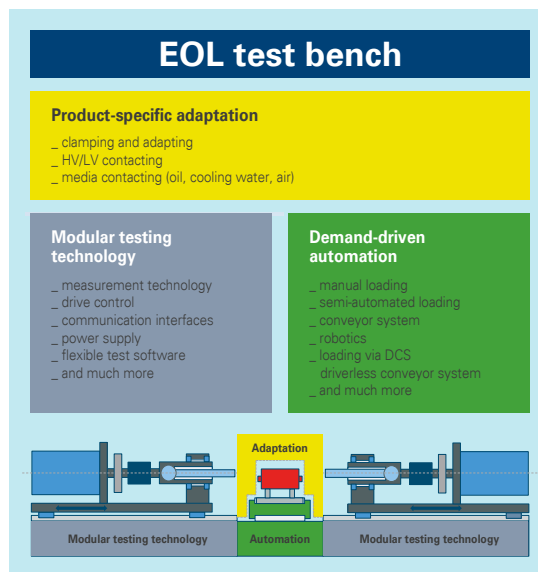 EOL test bench
Product-specific adaptation
_ clamping and adapting
_ HV/LV contacting
_ media contacting (oil, cooling water, air)
Modular testing
technology
_ measurement technology
_ drive control
_ communication interfaces
_ power supply
_ flexible test software
_ and much more
Demand-driven
automation
_ manual loading
_ semi-automated loading
_ conveyor system
_ robotics
_ loading via DCS
driverless conveyor system
_ and much more
Adaptation
Modular testing technology
Automation
Modular testing technology